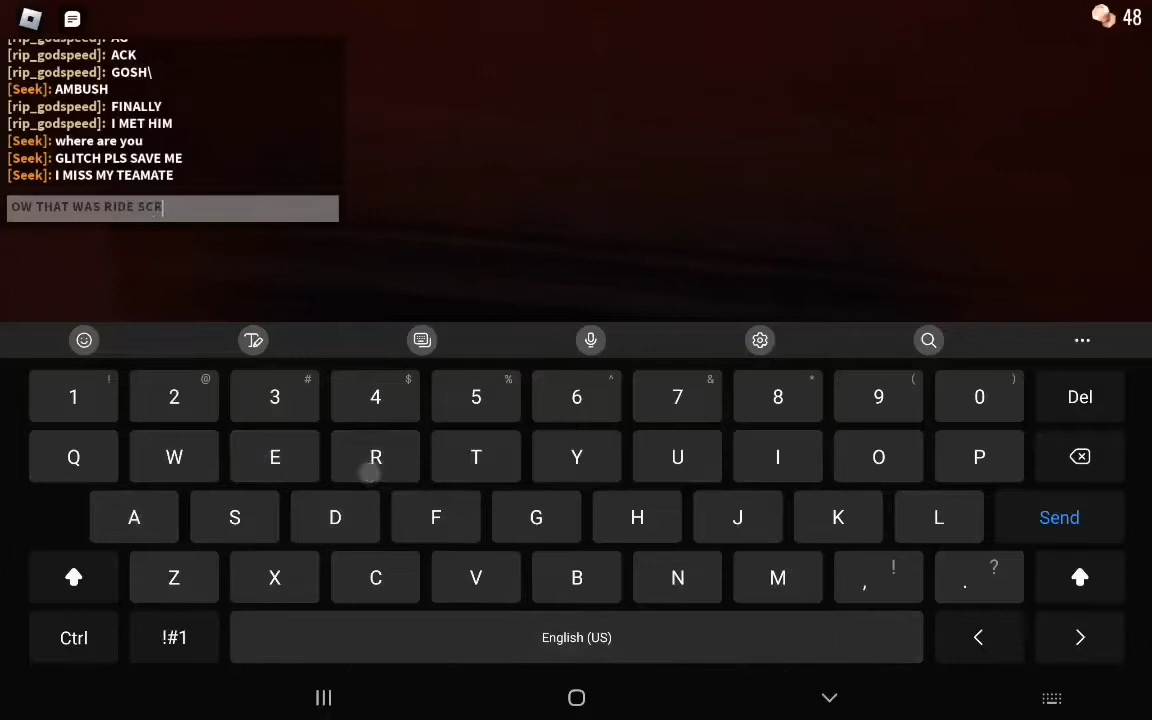 48
[rip_godspeed]: AG
[rip_godspeed]: ACK
[rip_godspeed]: GOSH\
[Seek]: AMBUSH
[rip_godspeed]: FINALLY
[rip_godspeed]: I MET HIM
[Seek]: where are you
[Seek]: GLITCH PLS SAVE ME
[Seek]: I MISS MY TEAMATE
OW THAT WAS RIDE SCR
! @ # $ % ^ & * ( )
1 2 3 4 5 6 7 8 9 0 Del
Q W E R T Y U I O P
A S D F G H J K L Send
Z X C V B N M , ! . ?
Ctrl !#1 English (US) < >